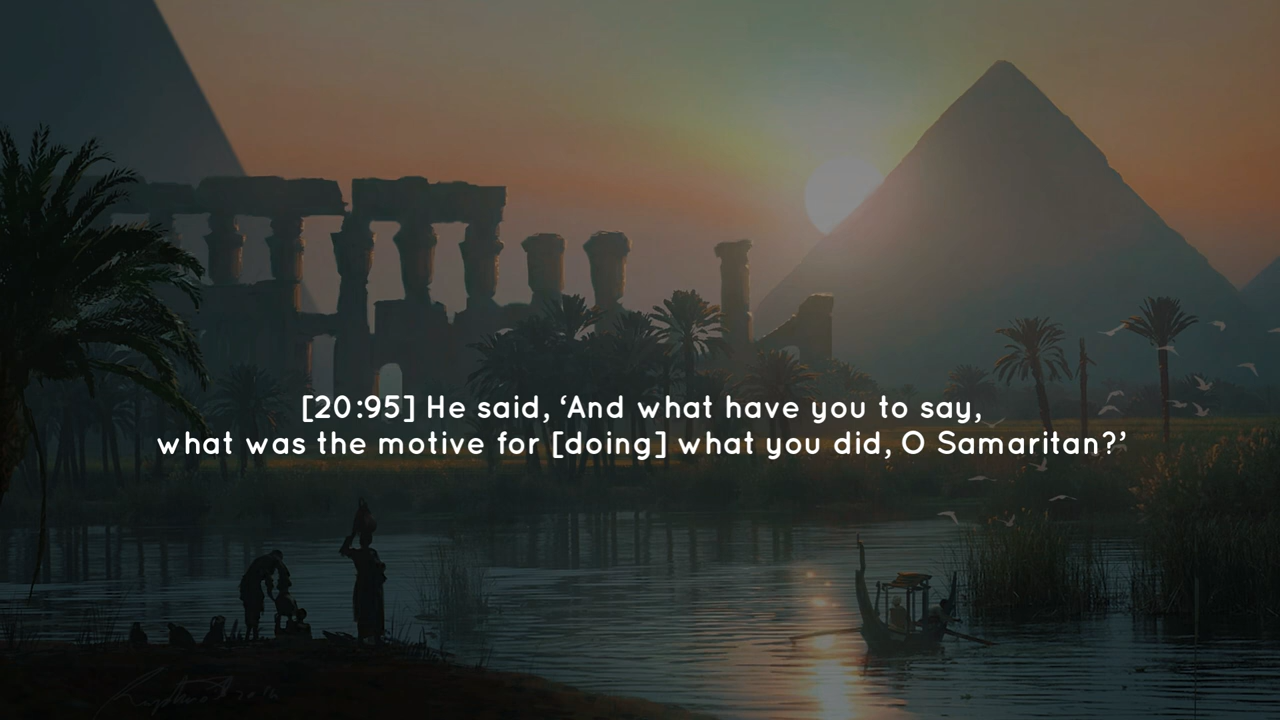 [20:95] He said, ‘And what have you to say,
what was the motive for [doing] what you did, O Samaritan?’